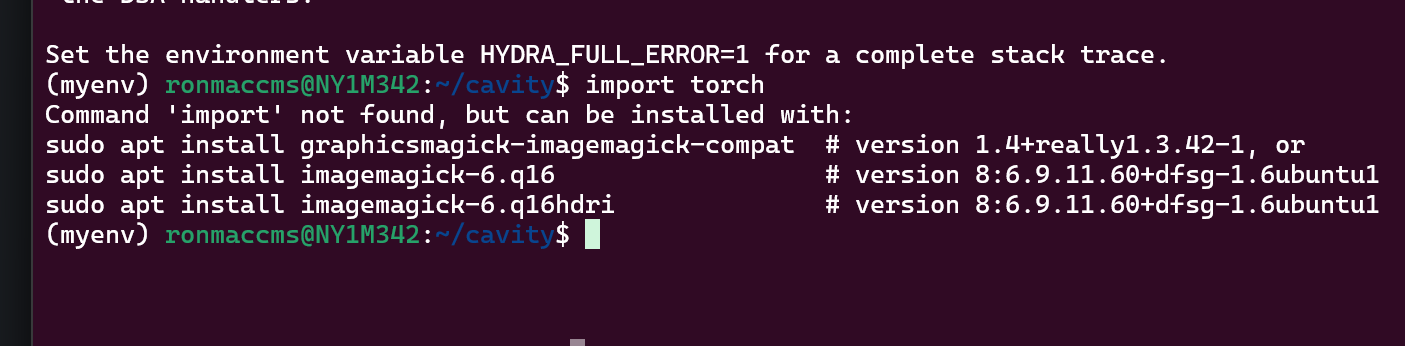 the DSA handlers.
Set the environment variable HYDRA_FULL_ERROR=1 for a complete stack trace.
(myenv) ronmaccms@NY1M342:~/cavity$ import torch
Command 'import' not found, but can be installed with:
sudo apt install graphicsmagick-imagemagick-compat  # version 1.4+really1.3.42-1, or
sudo apt install imagemagick-6.q16                  # version 8:6.9.11.60+dfsg-1.6ubuntu1
sudo apt install imagemagick-6.q16hdri              # version 8:6.9.11.60+dfsg-1.6ubuntu1
(myenv) ronmaccms@NY1M342:~/cavity$